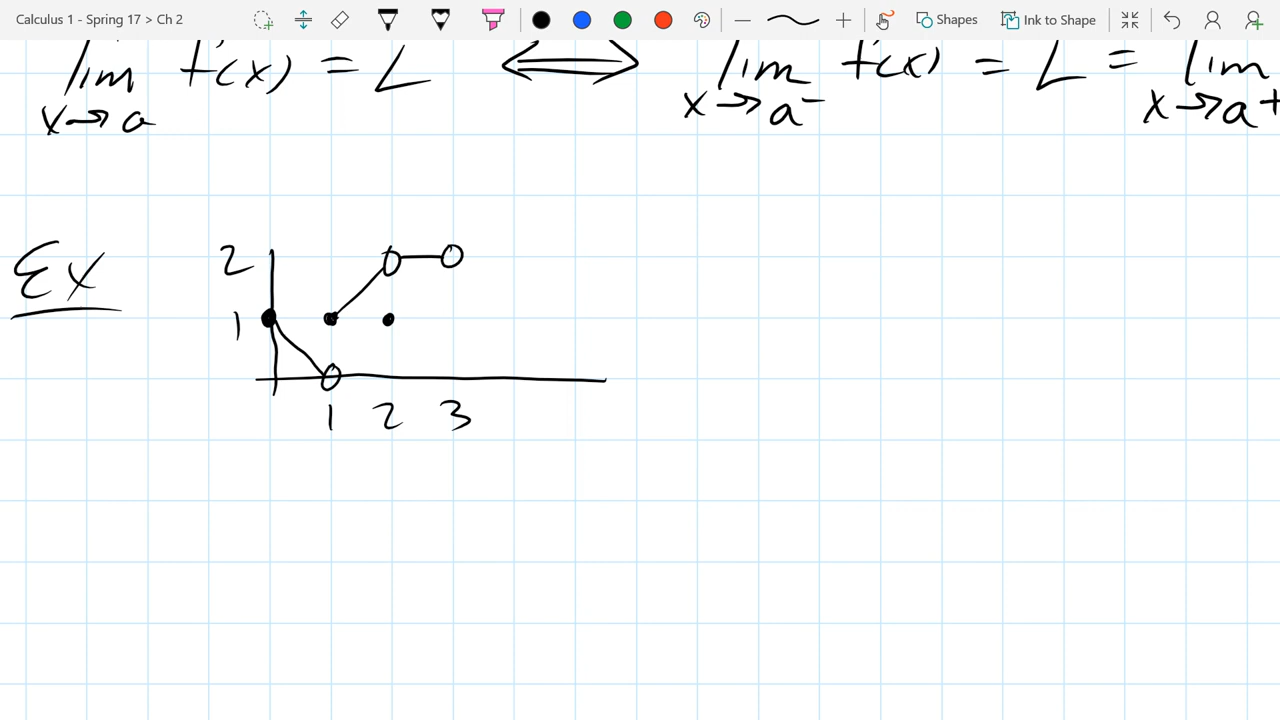 Calculus 1 - Spring 17 > Ch 2
Shapes
Ink to Shape
lim f(x) = L ⟺ lim f(x) = L = lim
x→a x→a⁻ x→a⁺
Ex
2
1
1 2 3